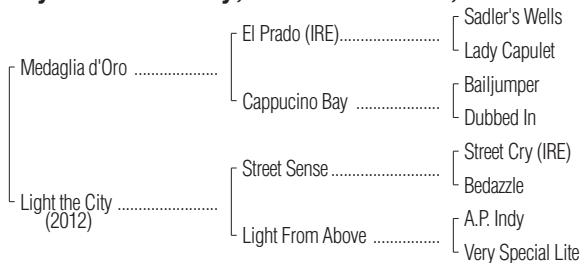 Sadler's Wells
El Prado (IRE)....................
Lady Capulet
Medaglia d'Oro .................
Bailjumper
Cappucino Bay .................
Dubbed In
Street Cry (IRE)
Street Sense......................
Bedazzle
Light the City ....................
(2012)
A.P. Indy
Light From Above .............
Very Special Lite